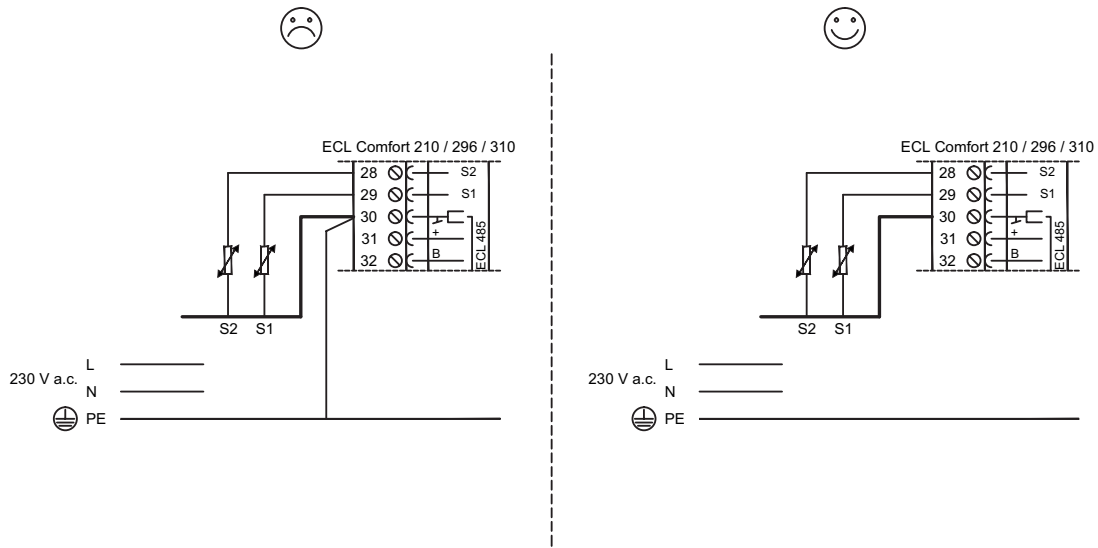 ECL Comfort 210 / 296 / 310
28 S2
29 S1
30
31 +
32 B
ECL 485
S2 S1
L
230 V a.c.
N
PE
ECL Comfort 210 / 296 / 310
28 S2
29 S1
30
31 +
32 B
ECL 485
S2 S1
L
230 V a.c.
N
PE